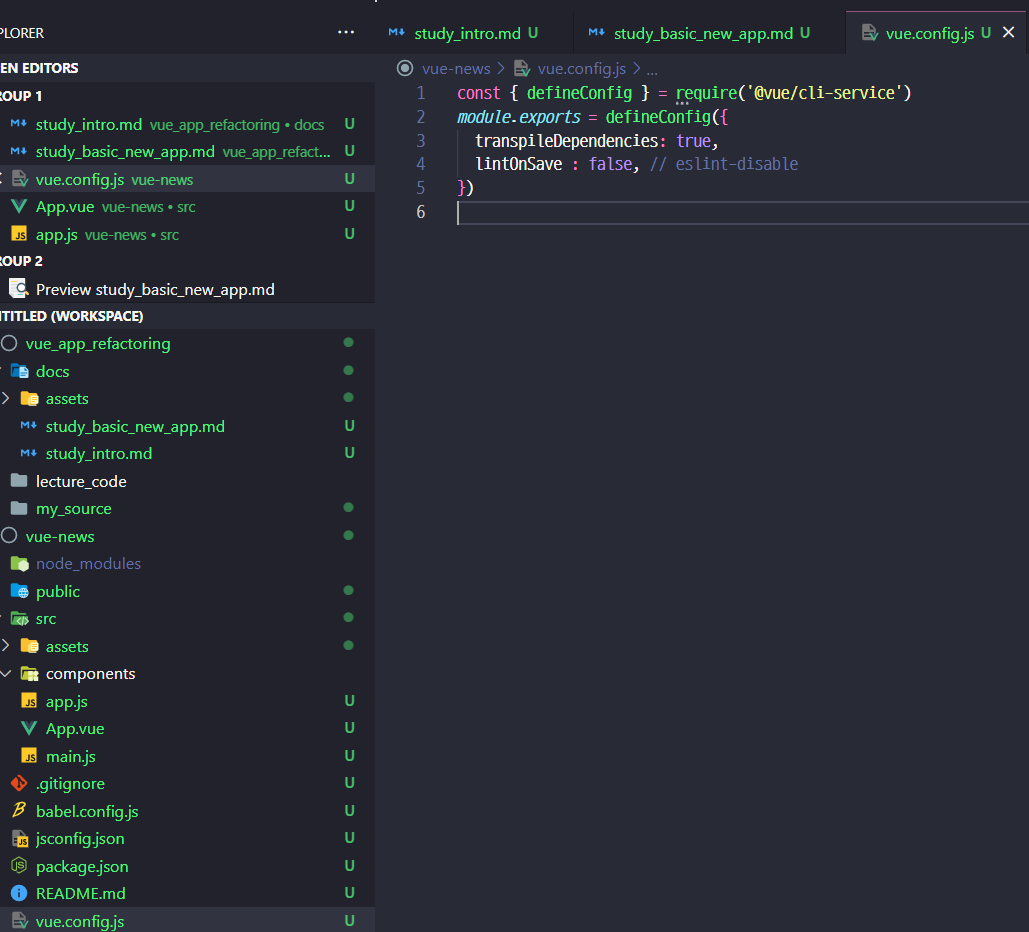 PLORER
study_intro.md U
study_basic_new_app.md U
vue.config.js U
EN EDITORS
ROUP 1
study_intro.md vue_app_refactoring • docs U
study_basic_new_app.md vue_app_refact... U
vue.config.js vue-news U
App.vue vue-news • src U
JS app.js vue-news • src U
ROUP 2
Preview study_basic_new_app.md
NTITLED (WORKSPACE)
vue_app_refactoring
docs
assets
study_basic_new_app.md U
study_intro.md U
lecture_code
my_source
vue-news
node_modules
public
src
assets
components
JS app.js U
App.vue U
JS main.js U
.gitignore U
babel.config.js U
jsconfig.json U
package.json U
README.md U
vue.config.js U
vue-news > vue.config.js > ...
1 const { defineConfig } = require('@vue/cli-service')
2 module.exports = defineConfig({
3 transpileDependencies: true,
4 lintOnSave : false, // eslint-disable
5 })
6